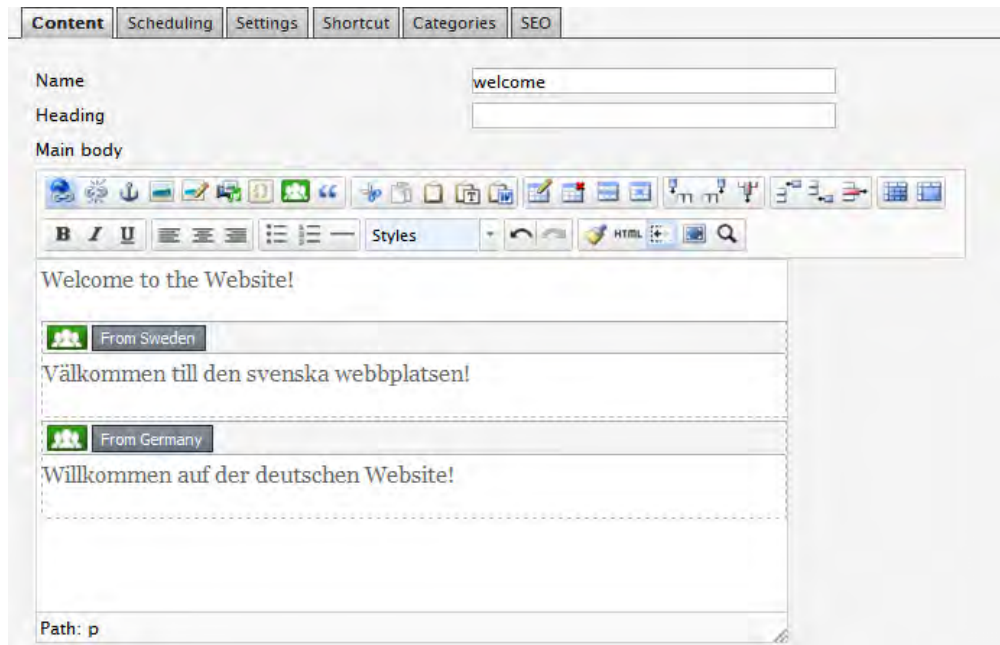 Content Scheduling Settings Shortcut Categories SEO
Name welcome
Heading
Main body
B I U Styles HTML
Welcome to the Website!
From Sweden
Välkommen till den svenska webbplatsen!
From Germany
Willkommen auf der deutschen Website!
Path: p